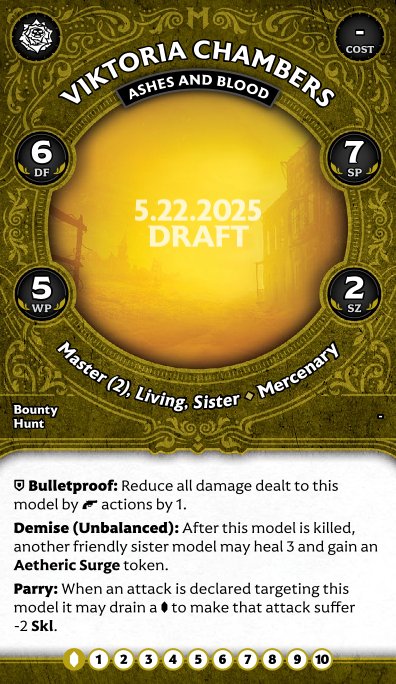 -
COST
VIKTORIA CHAMBERS
ASHES AND BLOOD
6
DF
7
SP
5.22.2025
DRAFT
5
WP
2
SZ
Master (2), Living, Sister ⬥ Mercenary
Bounty
Hunt
-
Bulletproof: Reduce all damage dealt to this
model by actions by 1.
Demise (Unbalanced): After this model is killed,
another friendly sister model may heal 3 and gain an
Aetheric Surge token.
Parry: When an attack is declared targeting this
model it may drain a to make that attack suffer
-2 Skl.
1 2 3 4 5 6 7 8 9 10